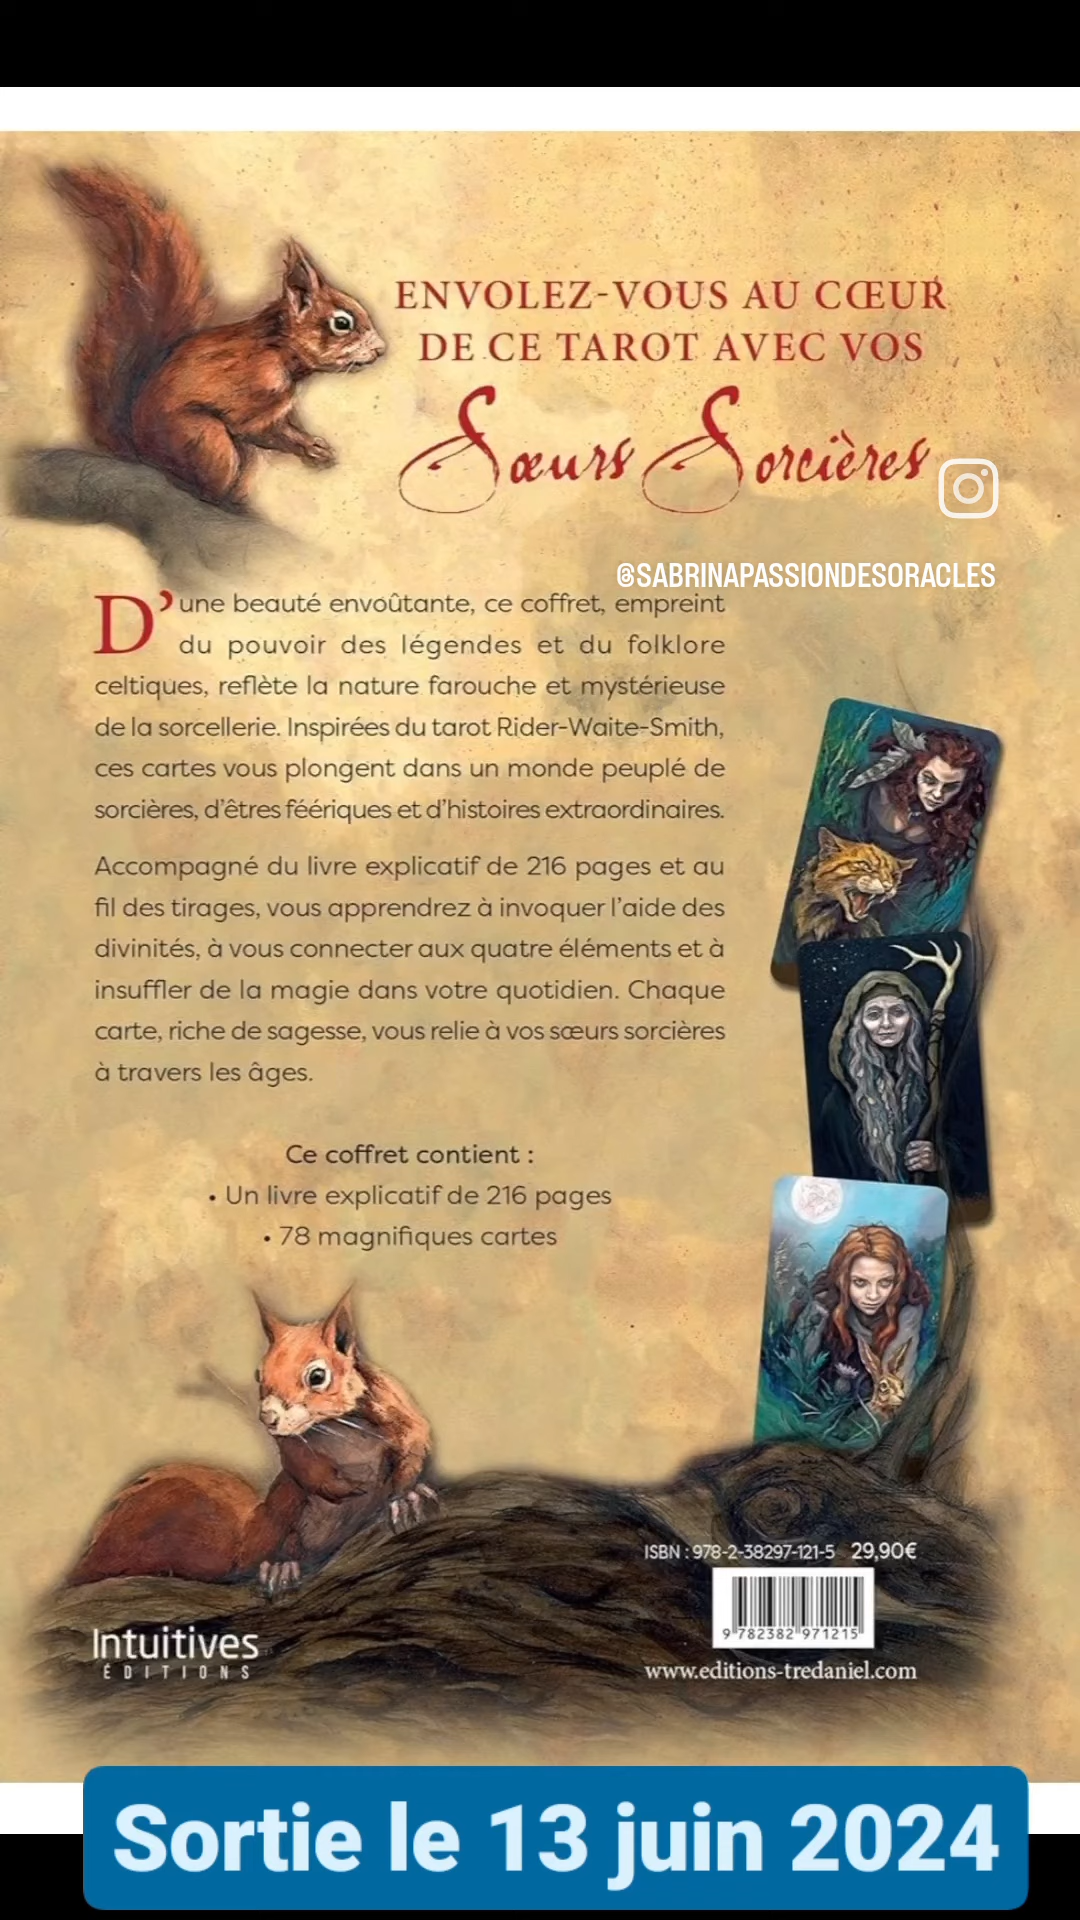 ENVOLEZ-VOUS AU CŒUR
DE CE TAROT AVEC VOS
Sœurs Sorcières
@SABRINAPASSIONDESORACLES
D'une beauté envoûtante, ce coffret, empreint
du pouvoir des légendes et du folklore
celtiques, reflète la nature farouche et mystérieuse
de la sorcellerie. Inspirées du tarot Rider-Waite-Smith,
ces cartes vous plongent dans un monde peuplé de
sorcières, d'êtres féériques et d'histoires extraordinaires.
Accompagné du livre explicatif de 216 pages et au
fil des tirages, vous apprendrez à invoquer l'aide des
divinités, à vous connecter aux quatre éléments et à
insuffler de la magie dans votre quotidien. Chaque
carte, riche de sagesse, vous relie à vos sœurs sorcières
à travers les âges.
Ce coffret contient :
• Un livre explicatif de 216 pages
• 78 magnifiques cartes
ISBN : 978-2-38297-121-5 29,90€
9 782382 971215
Intuitives
ÉDITIONS
www.editions-tredaniel.com
Sortie le 13 juin 2024